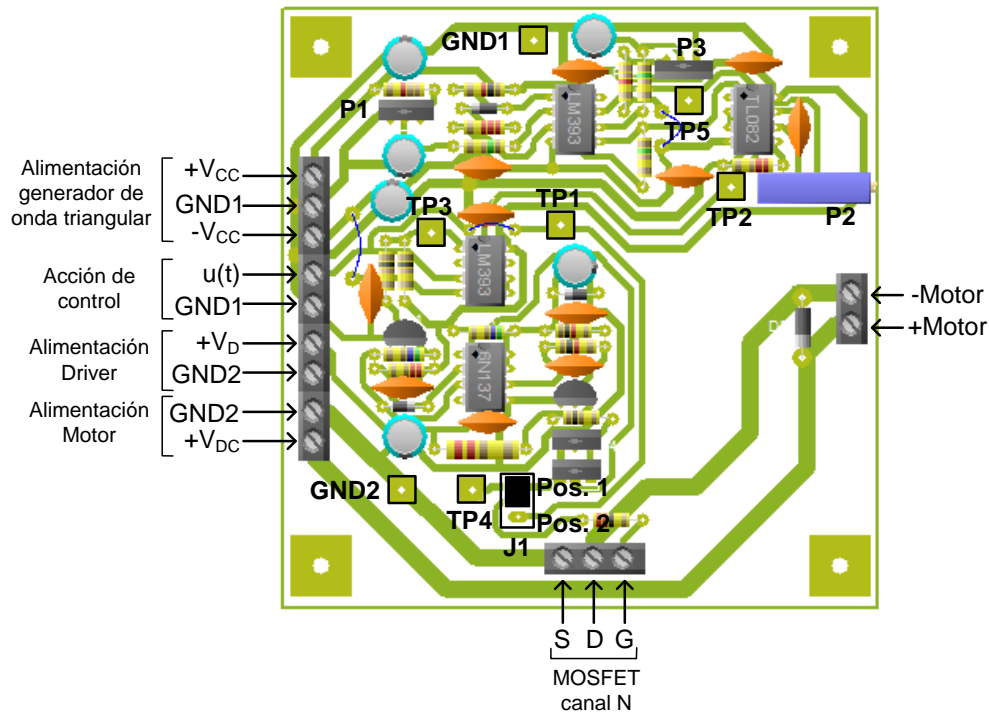 GND1
P3
P1
LM393
TP5
TL082
Alimentación
generador de
onda triangular
+VCC
GND1
-VCC
TP3
TP1
TP2
P2
LM393
Acción de
control
u(t)
GND1
-Motor
+Motor
Alimentación
Driver
+VD
GND2
6N137
Alimentación
Motor
GND2
+VDC
GND2
TP4
Pos. 1
Pos. 2
J1
S D G
MOSFET
canal N